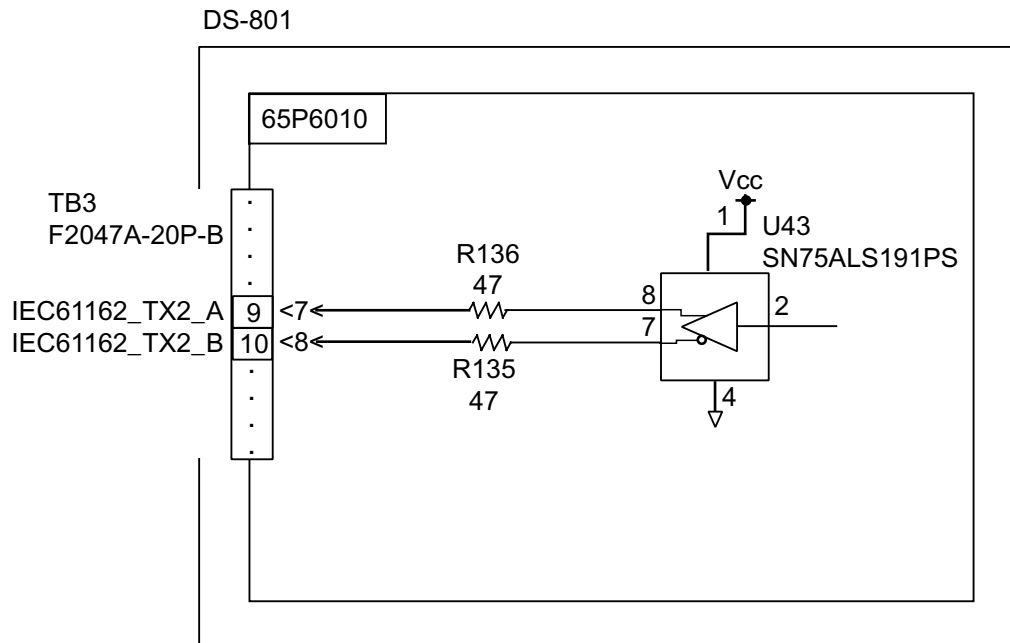 DS-801
65P6010
TB3
F2047A-20P-B
Vcc
1
U43
SN75ALS191PS
R136
47
IEC61162_TX2_A 9 <7
8
2
IEC61162_TX2_B 10 <8
7
R135
47
4